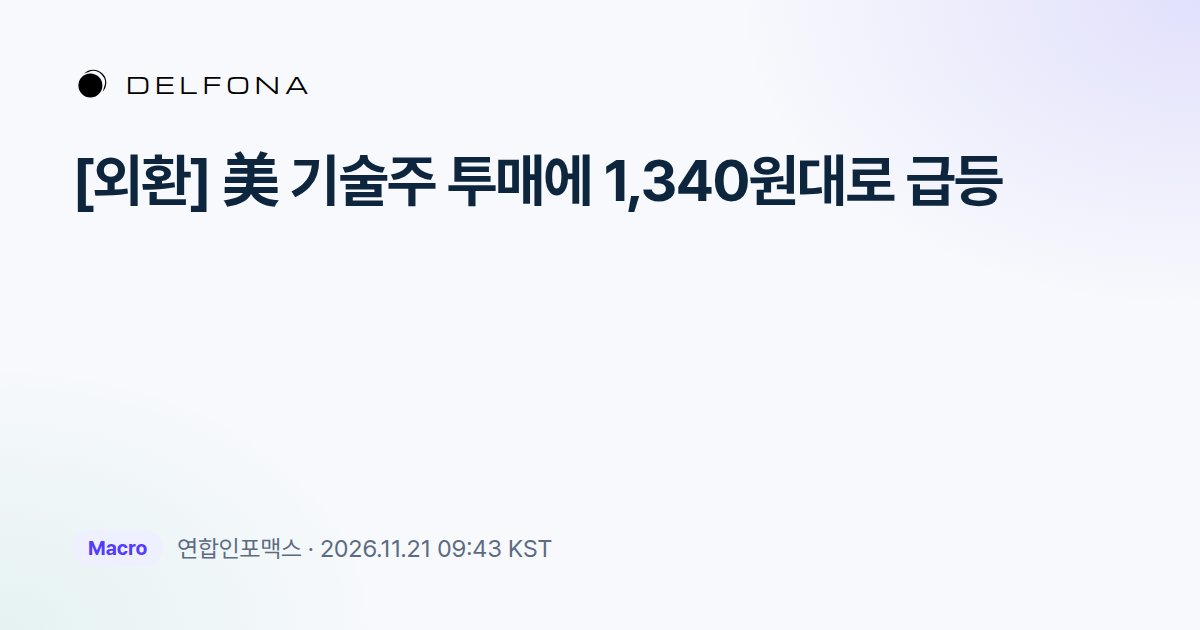 DELFONA
[외환] 美 기술주 투매에 1,340원대로 급등
Macro 연합인포맥스 · 2026.11.21 09:43 KST